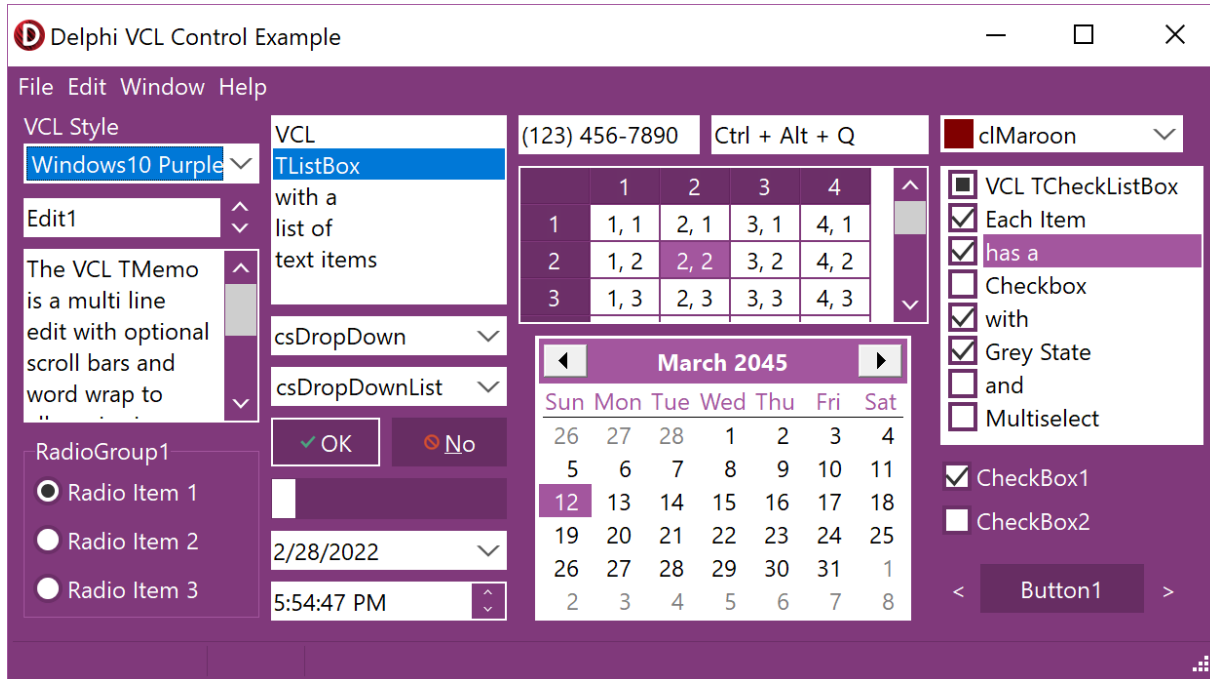 Delphi VCL Control Example
File Edit Window Help
VCL Style
Windows10 Purple
Edit1
The VCL TMemo
is a multi line
edit with optional
scroll bars and
word wrap to
RadioGroup1
Radio Item 1
Radio Item 2
Radio Item 3
VCL
TListBox
with a
list of
text items
csDropDown
csDropDownList
OK No
2/28/2022
5:54:47 PM
(123) 456-7890 Ctrl + Alt + Q
1 2 3 4
1 1, 1 2, 1 3, 1 4, 1
2 1, 2 2, 2 3, 2 4, 2
3 1, 3 2, 3 3, 3 4, 3
March 2045
Sun Mon Tue Wed Thu Fri Sat
26 27 28 1 2 3 4
5 6 7 8 9 10 11
12 13 14 15 16 17 18
19 20 21 22 23 24 25
26 27 28 29 30 31 1
2 3 4 5 6 7 8
clMaroon
VCL TCheckListBox
Each Item
has a
Checkbox
with
Grey State
and
Multiselect
CheckBox1
CheckBox2
< Button1 >